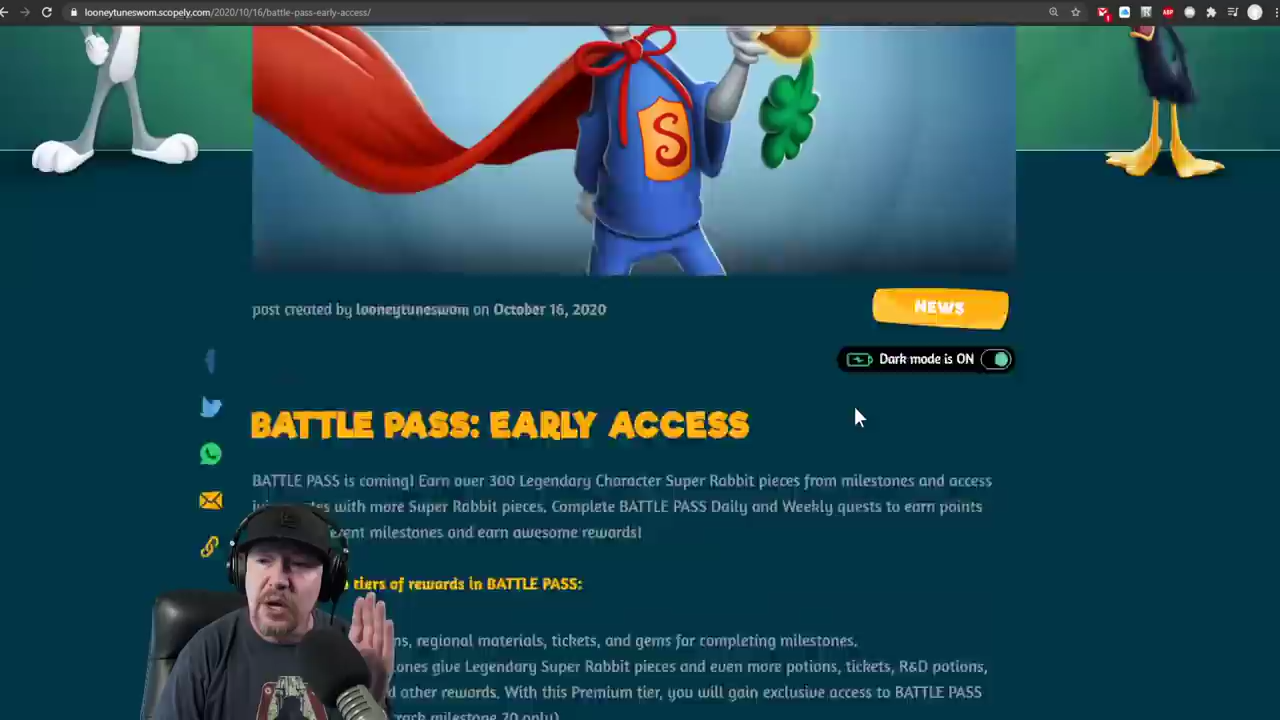 looneytuneswom.scopely.com/2020/10/16/battle-pass-early-access/
S
post created by looneytuneswom on October 16, 2020
NEWS
Dark mode is ON
BATTLE PASS: EARLY ACCESS
BATTLE PASS is coming! Earn over 300 Legendary Character Super Rabbit pieces from milestones and access
with more Super Rabbit pieces. Complete BATTLE PASS Daily and Weekly quests to earn points
milestones and earn awesome rewards!
tiers of rewards in BATTLE PASS:
regional materials, tickets, and gems for completing milestones.
give Legendary Super Rabbit pieces and even more potions, tickets, R&D potions,
other rewards. With this Premium tier, you will gain exclusive access to BATTLE PASS
milestone 20 only)